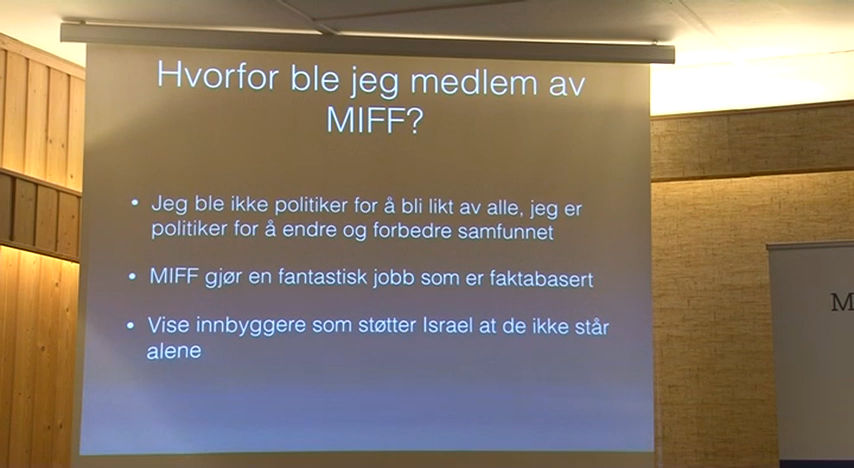 Hvorfor ble jeg medlem av
MIFF?
• Jeg ble ikke politiker for å bli likt av alle, jeg er
politiker for å endre og forbedre samfunnet
• MIFF gjør en fantastisk jobb som er faktabasert
• Vise innbyggere som støtter Israel at de ikke står
alene
M